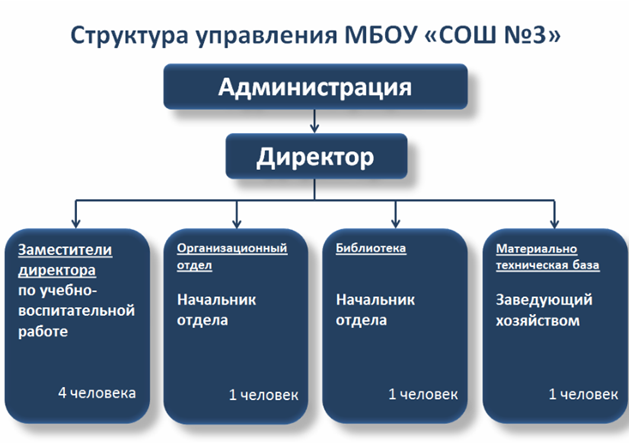 Структура управления МБОУ «СОШ №3»
Администрация
Директор
Заместители
директора
по учебно-
воспитательной
работе
4 человека
Организационный
отдел
Начальник
отдела
1 человек
Библиотека
Начальник
отдела
1 человек
Материально
техническая база
Заведующий
хозяйством
1 человек